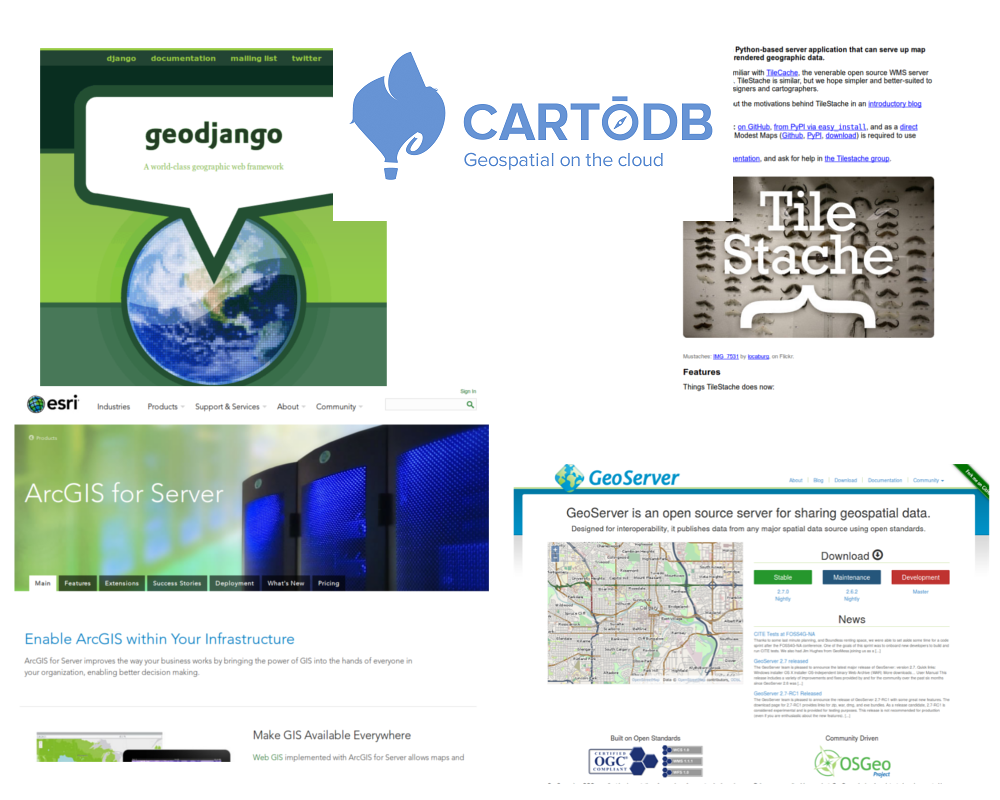 django documentation mailing list twitter
geodjango
A world-class geographic web framework
CARTŌDB
Geospatial on the cloud
Python-based server application that can serve up map
rendered geographic data.
miliar with TileCache, the venerable open source WMS server
. TileStache is similar, but we hope simpler and better-suited to
signers and cartographers.
ut the motivations behind TileStache in an introductory blog
: on GitHub, from PyPI via easy_install, and as a direct
Modest Maps (Github, PyPI, download) is required to use
entation, and ask for help in the Tilestache group.
Tile
Stache
Mustaches: IMG_7531 by locaburg, on Flickr.
Features
Things TileStache does now:
Sign In
esri Industries Products Support & Services About Community
Products
ArcGIS for Server
Main Features Extensions Success Stories Deployment What's New Pricing
Enable ArcGIS within Your Infrastructure
ArcGIS for Server improves the way your business works by bringing the power of GIS into the hands of everyone in
your organization, enabling better decision making.
Make GIS Available Everywhere
Web GIS implemented with ArcGIS for Server allows maps and
GeoServer
About Blog Download Documentation Community
GeoServer is an open source server for sharing geospatial data.
Designed for interoperability, it publishes data from any major spatial data source using open standards.
Download
Stable Maintenance Development
2.7.0 2.6.2 Master
Nightly Nightly
News
CITE Tests at FOSS4G-NA
GeoServer 2.7 released
GeoServer 2.7-RC1 Released
Built on Open Standards
CERTIFIED
OGC
COMPLIANT
WCS 1.0
WMS 1.1.1
WFS 1.0
Community Driven
OSGeo
Project